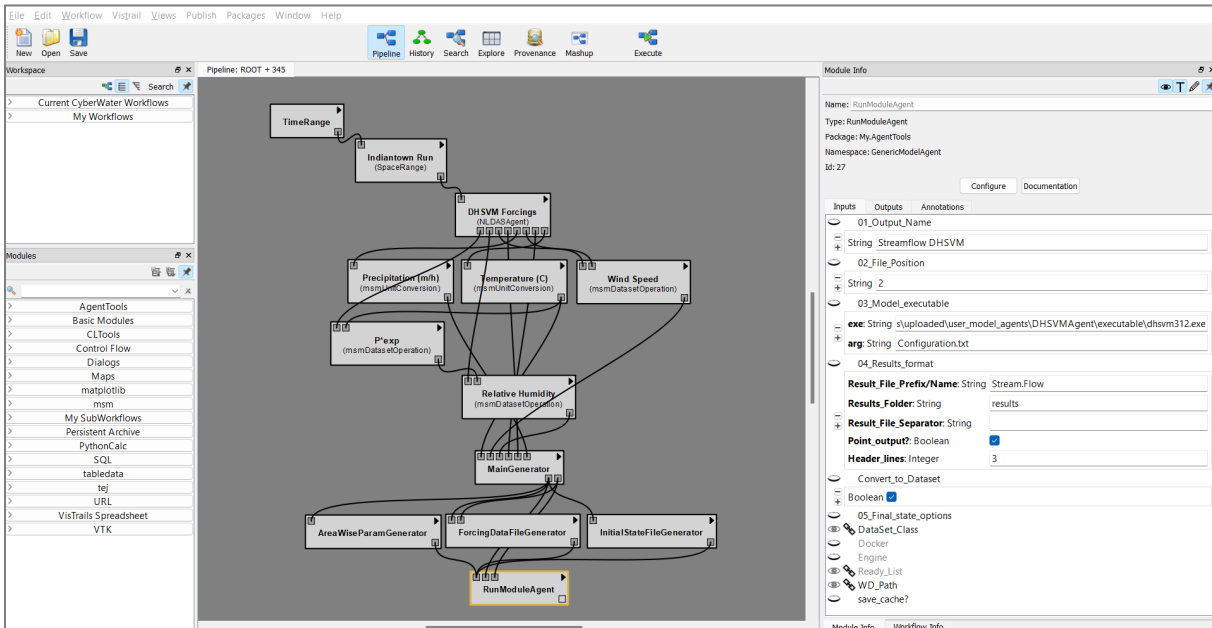 File Edit Workflow Vistrail Views Publish Packages Window Help
New Open Save Pipeline History Search Explore Provenance Mashup Execute
Workspace
Search
Current CyberWater Workflows
My Workflows
Modules
AgentTools
Basic Modules
CLTools
Control Flow
Dialogs
Maps
matplotlib
msm
My SubWorkflows
Persistent Archive
PythonCalc
SQL
tabledata
tej
URL
VisTrails Spreadsheet
VTK
Pipeline: ROOT + 345
TimeRange
Indiantown Run
(SpaceRange)
DHSVM Forcings
(NLDASAgent)
Precipitation (m/h)
(msmUnitConversion)
Temperature (C)
(msmUnitConversion)
Wind Speed
(msmDatasetOperation)
P*exp
(msmDatasetOperation)
Relative Humidity
(msmDatasetOperation)
MainGenerator
AreaWiseParamGenerator
ForcingDataFileGenerator
InitialStateFileGenerator
RunModuleAgent
Module Info
Name: RunModuleAgent
Type: RunModuleAgent
Package: My.AgentTools
Namespace: GenericModelAgent
Id: 27
Configure Documentation
Inputs Outputs Annotations
01_Output_Name
String Streamflow DHSVM
02_File_Position
String 2
03_Model_executable
exe: String s\uploaded\user_model_agents\DHSVMAgent\executable\dhsvm312.exe
arg: String Configuration.txt
04_Results_format
Result_File_Prefix/Name: String Stream.Flow
Results_Folder: String results
Result_File_Separator: String
Point_output?: Boolean
Header_lines: Integer 3
Convert_to_Dataset
Boolean
05_Final_state_options
DataSet_Class
Docker
Engine
Ready_List
WD_Path
save_cache?
Module Info Workflow Info